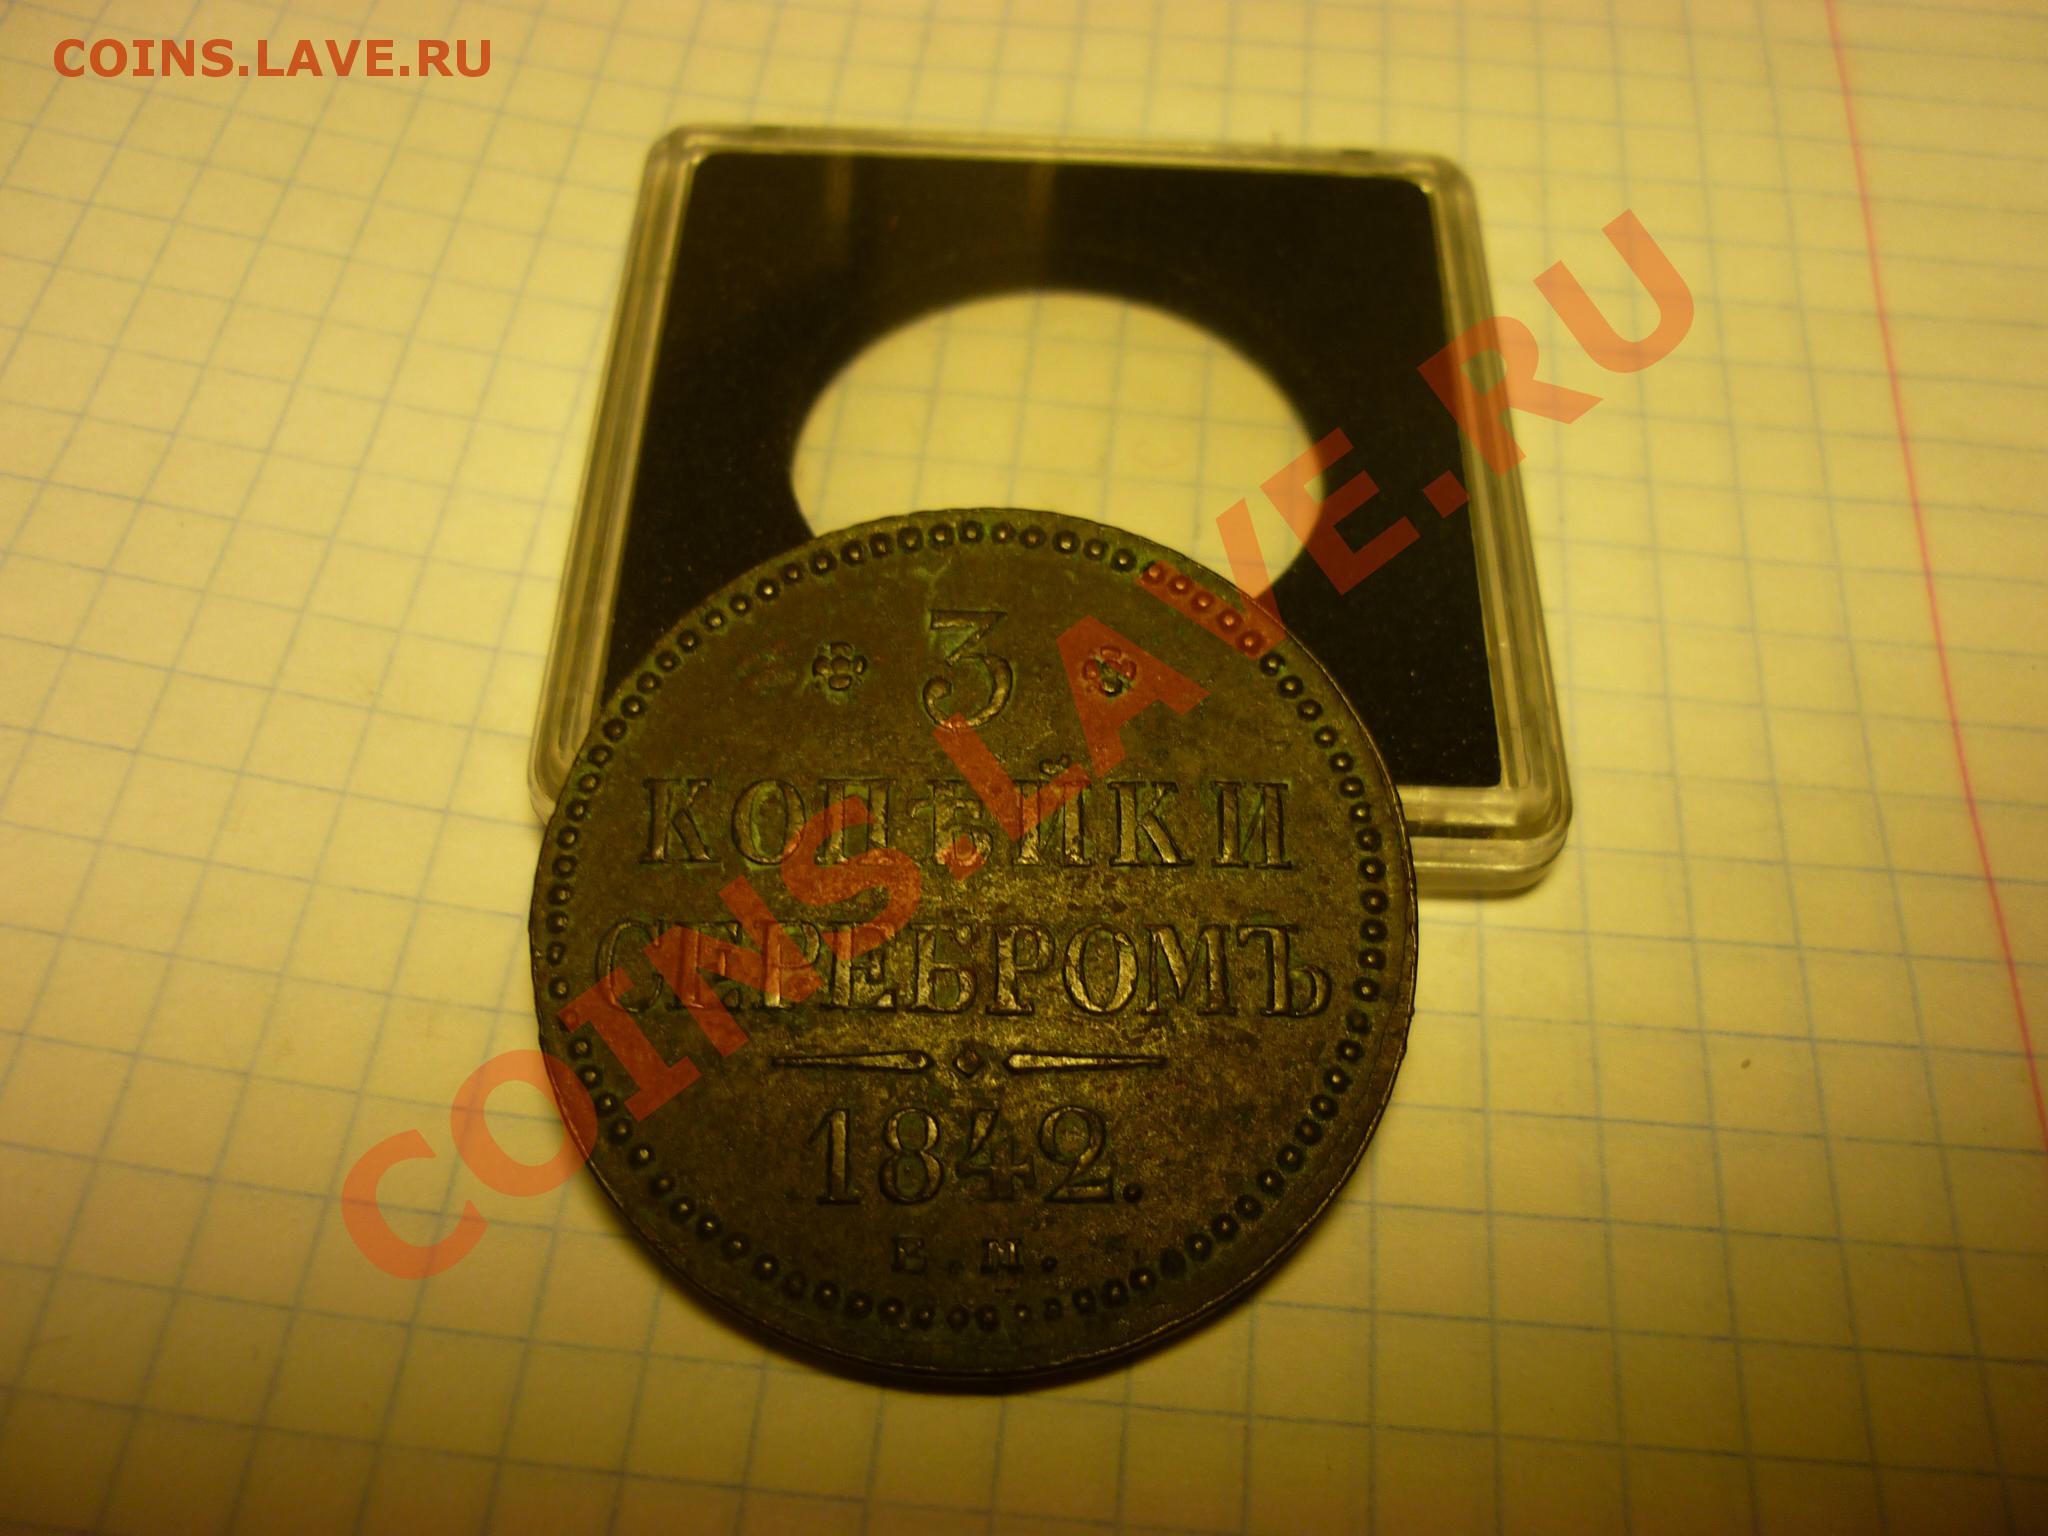 COINS.LAVE.RU
COINS.LAVE.RU
3
КОПѢЙКИ
СЕРЕБРОМЪ
1842.
Е.М.